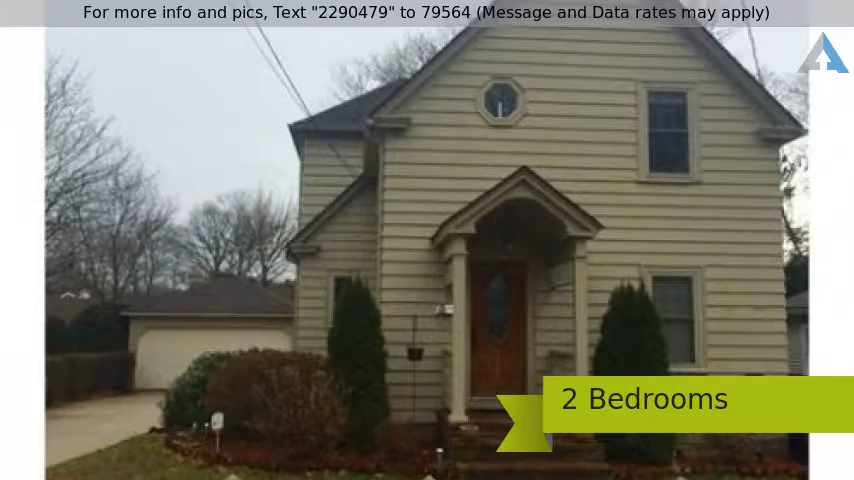 For more info and pics, Text "2290479" to 79564 (Message and Data rates may apply)
2 Bedrooms